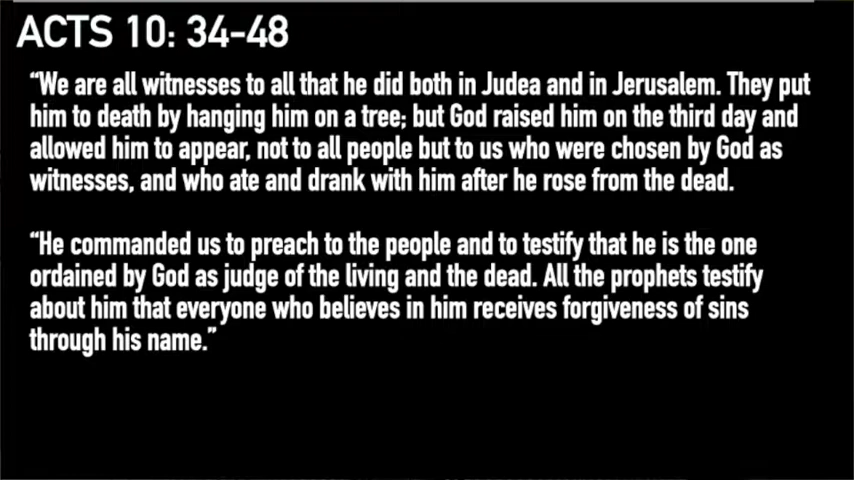 ACTS 10: 34-48
“We are all witnesses to all that he did both in Judea and in Jerusalem. They put
him to death by hanging him on a tree; but God raised him on the third day and
allowed him to appear, not to all people but to us who were chosen by God as
witnesses, and who ate and drank with him after he rose from the dead.
“He commanded us to preach to the people and to testify that he is the one
ordained by God as judge of the living and the dead. All the prophets testify
about him that everyone who believes in him receives forgiveness of sins
through his name.”